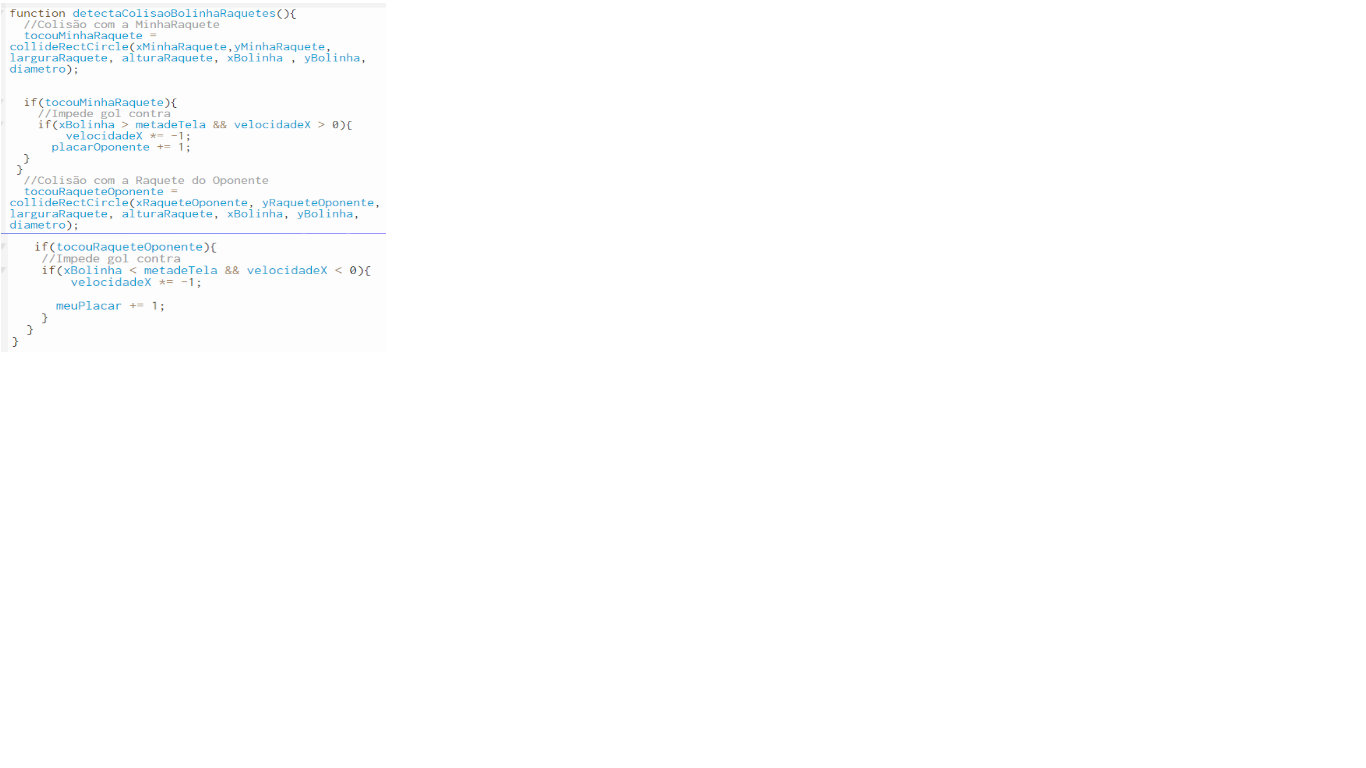 function detectaColisaoBolinhaRaquetes(){
//Colisão com a MinhaRaquete
tocouMinhaRaquete =
collideRectCircle(xMinhaRaquete,yMinhaRaquete,
larguraRaquete, alturaRaquete, xBolinha , yBolinha,
diametro);
if(tocouMinhaRaquete){
//Impede gol contra
if(xBolinha > metadeTela && velocidadeX > 0){
velocidadeX *= -1;
placarOponente += 1;
}
}
//Colisão com a Raquete do Oponente
tocouRaqueteOponente =
collideRectCircle(xRaqueteOponente, yRaqueteOponente,
larguraRaquete, alturaRaquete, xBolinha, yBolinha,
diametro);
if(tocouRaqueteOponente){
//Impede gol contra
if(xBolinha < metadeTela && velocidadeX < 0){
velocidadeX *= -1;
meuPlacar += 1;
}
}
}